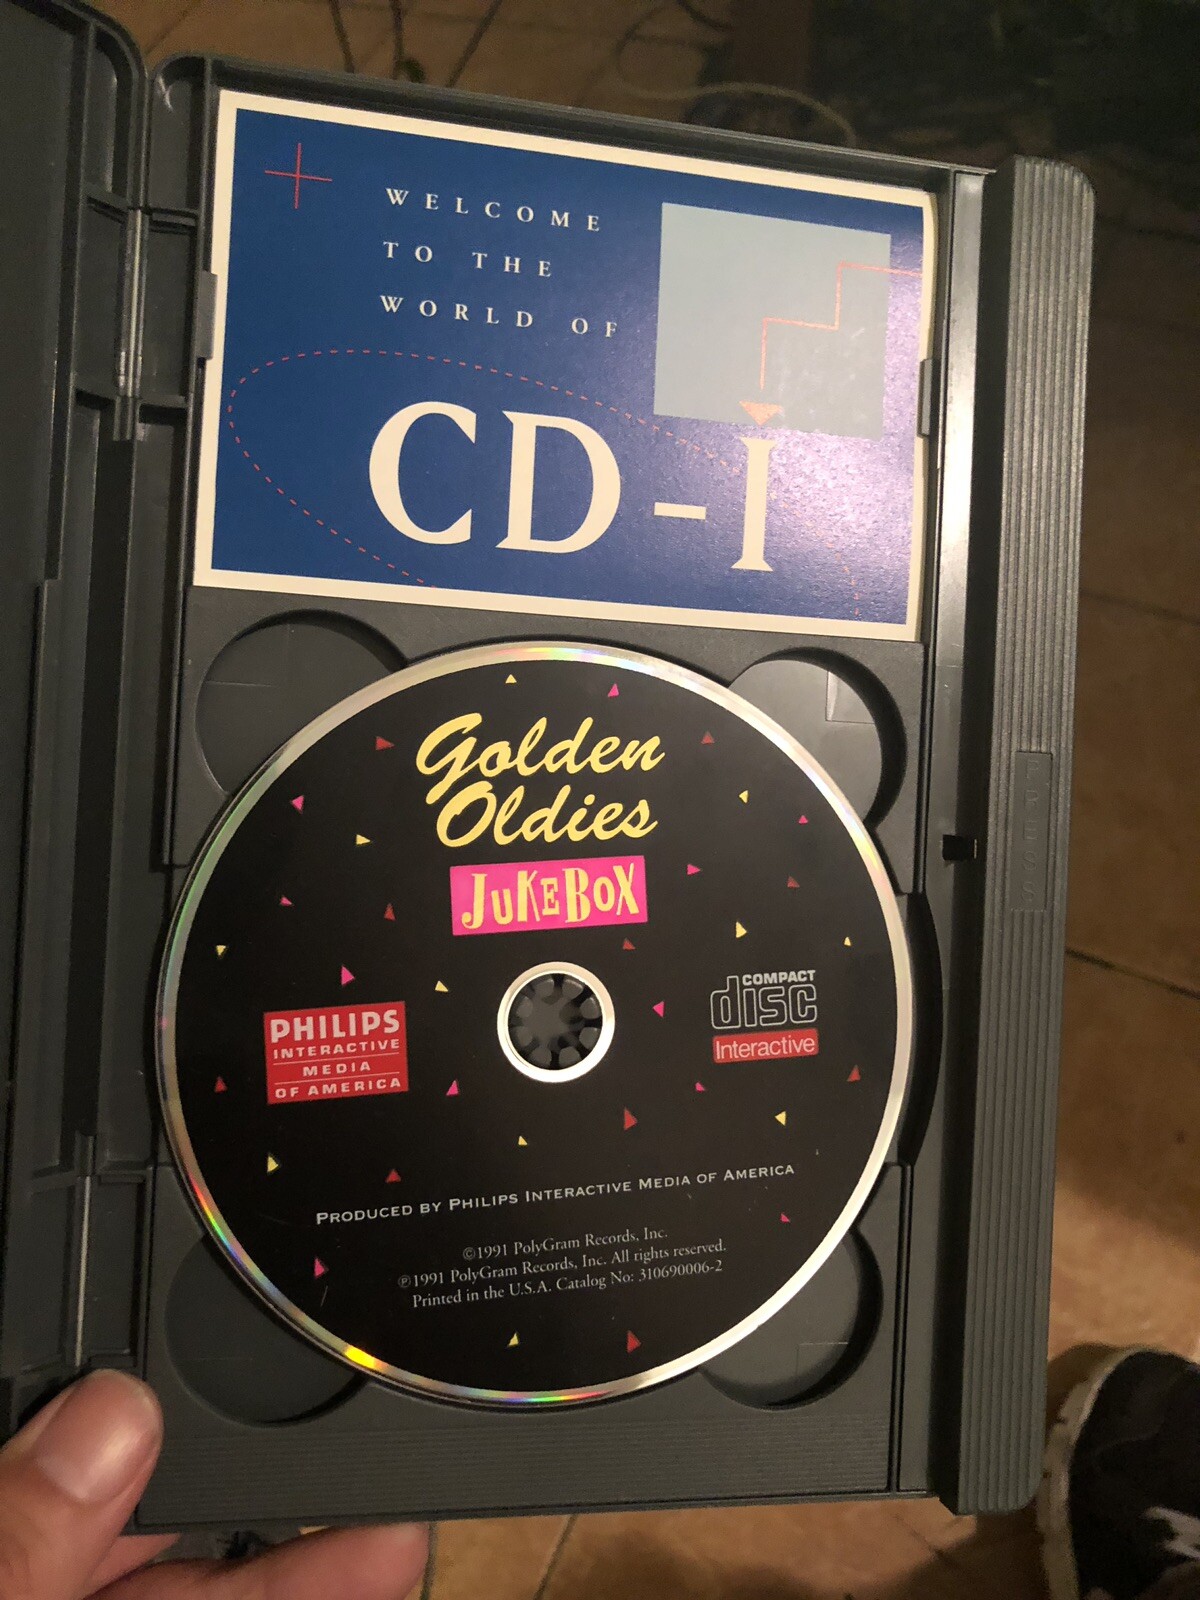 WELCOME
TO THE
WORLD OF
CD-I
Golden
Oldies
JUKEBOX
PHILIPS
INTERACTIVE
MEDIA
OF AMERICA
COMPACT
disc
Interactive
PRODUCED BY PHILIPS INTERACTIVE MEDIA OF AMERICA
©1991 PolyGram Records, Inc.
℗1991 PolyGram Records, Inc. All rights reserved.
Printed in the U.S.A. Catalog No: 310690006-2